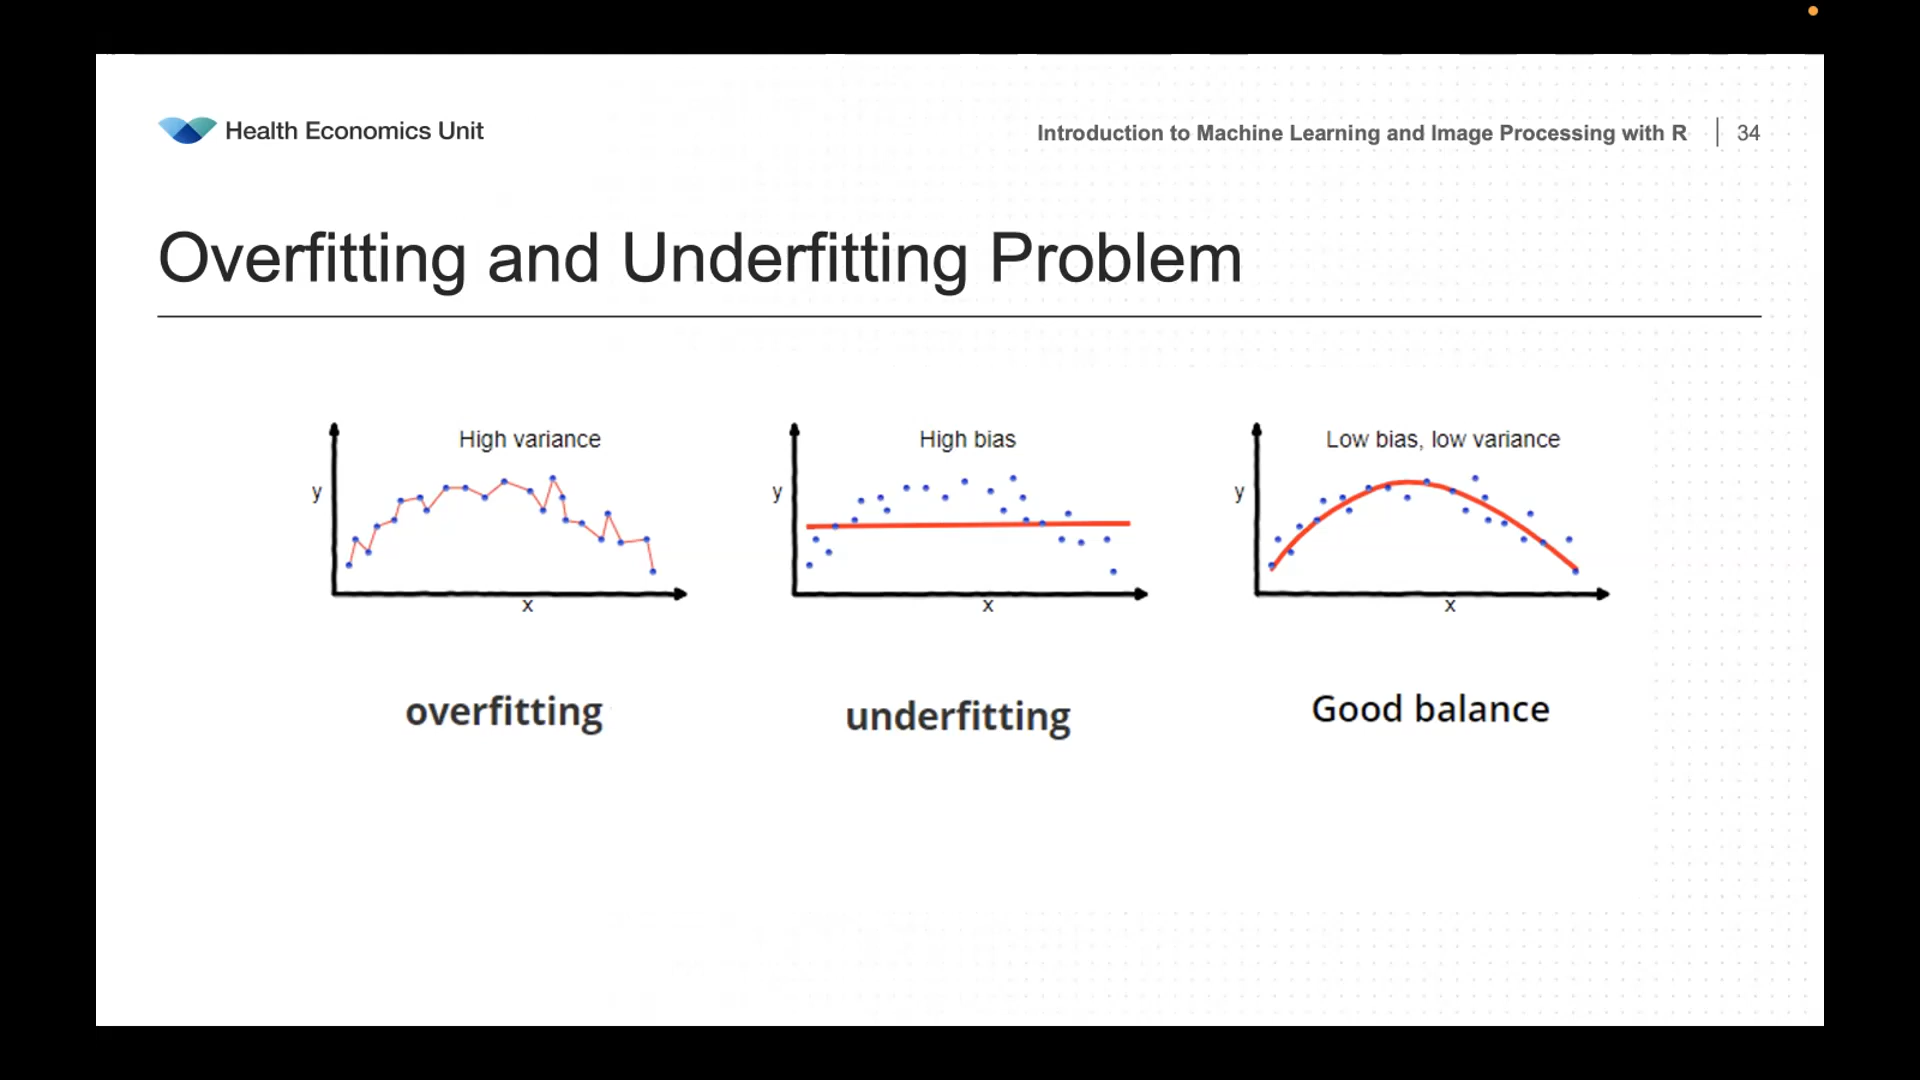 Health Economics Unit
Introduction to Machine Learning and Image Processing with R
34
Overfitting and Underfitting Problem
High variance
y
x
High bias
y
x
Low bias, low variance
y
x
overfitting
underfitting
Good balance